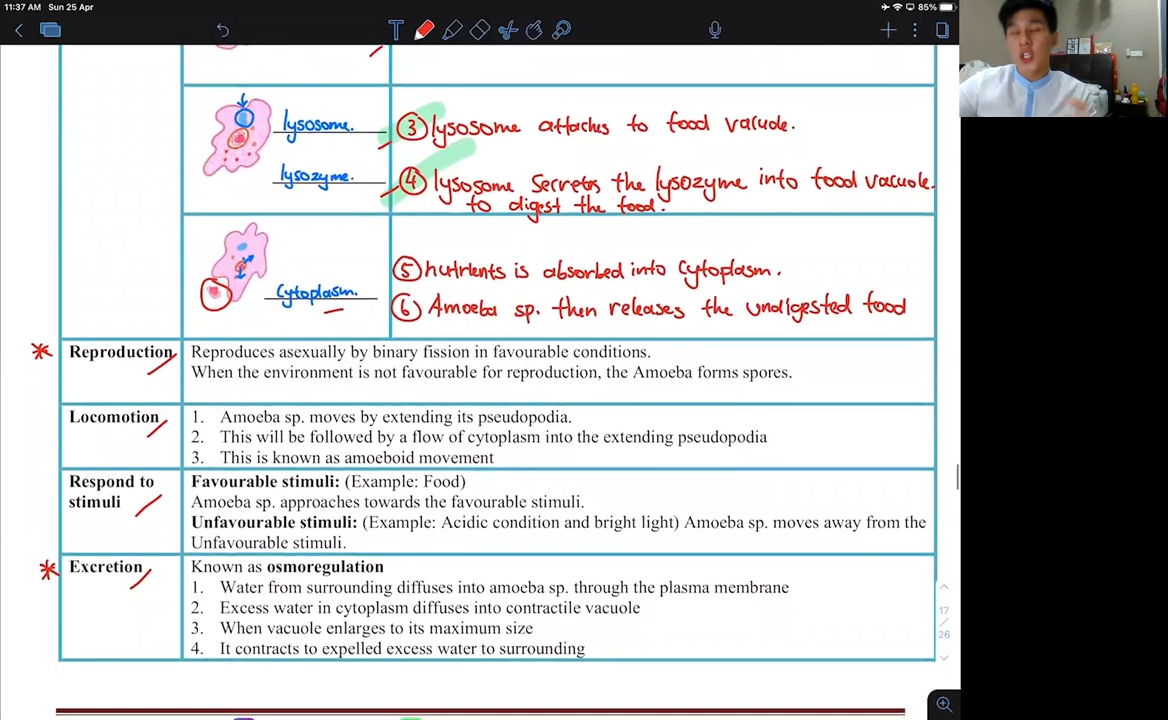 11:37 AM Sun 25 Apr
85%
lysosome.
③ lysosome attaches to food vacuole.
lysozyme.
④ lysosome secretes the lysozyme into food vacuole.
to digest the food.
⑤ nutrients is absorbed into cytoplasm.
Cytoplasm.
⑥ Amoeba sp. then releases the undigested food
* Reproduction
Reproduces asexually by binary fission in favourable conditions.
When the environment is not favourable for reproduction, the Amoeba forms spores.
Locomotion
1. Amoeba sp. moves by extending its pseudopodia.
2. This will be followed by a flow of cytoplasm into the extending pseudopodia
3. This is known as amoeboid movement
Respond to
stimuli
Favourable stimuli: (Example: Food)
Amoeba sp. approaches towards the favourable stimuli.
Unfavourable stimuli: (Example: Acidic condition and bright light) Amoeba sp. moves away from the
Unfavourable stimuli.
* Excretion
Known as osmoregulation
1. Water from surrounding diffuses into amoeba sp. through the plasma membrane
2. Excess water in cytoplasm diffuses into contractile vacuole
3. When vacuole enlarges to its maximum size
4. It contracts to expelled excess water to surrounding
17
/
26